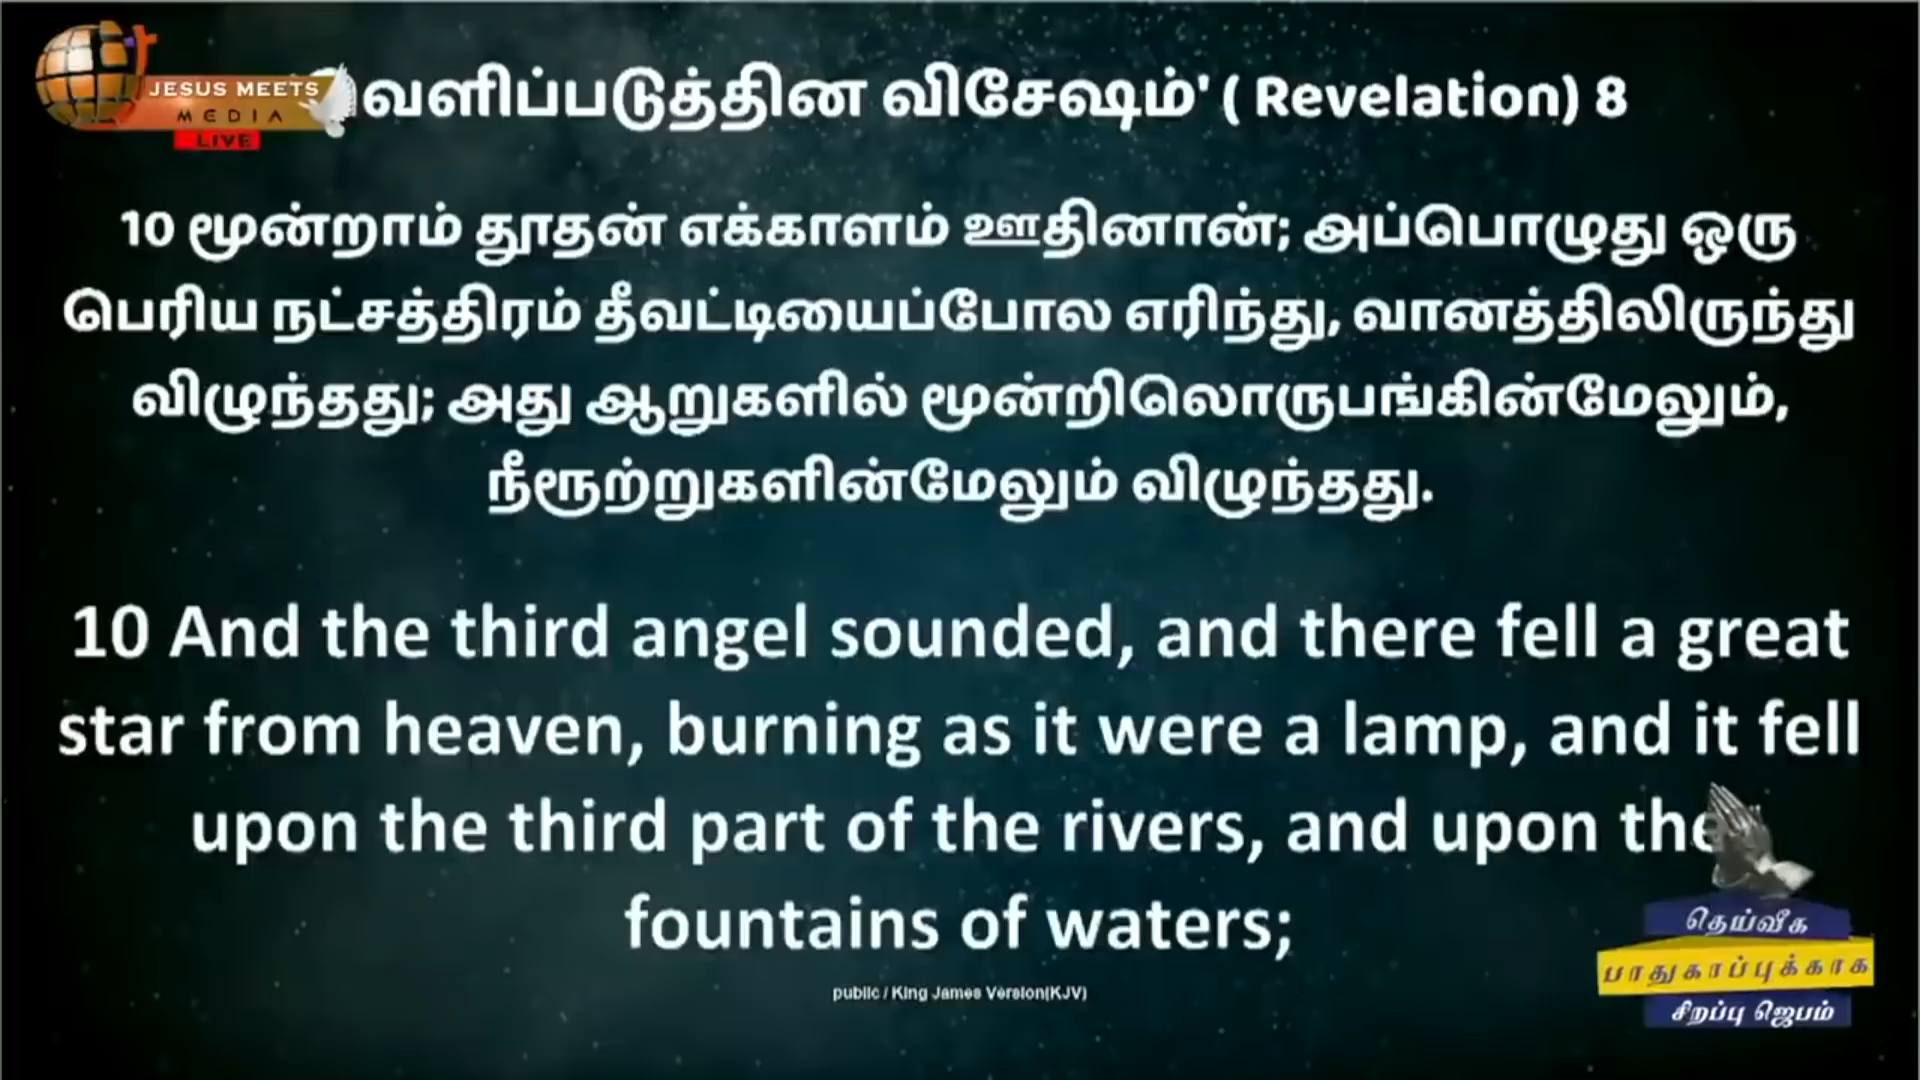 JESUS MEETS
MEDIA
LIVE
வளிப்படுத்தின விசேஷம்' ( Revelation) 8
10 மூன்றாம் தூதன் எக்காளம் ஊதினான்; அப்பொழுது ஒரு
பெரிய நட்சத்திரம் தீவட்டியைப்போல எரிந்து, வானத்திலிருந்து
விழுந்தது; அது ஆறுகளில் மூன்றிலொருபங்கின்மேலும்,
நீரூற்றுகளின்மேலும் விழுந்தது.
10 And the third angel sounded, and there fell a great
star from heaven, burning as it were a lamp, and it fell
upon the third part of the rivers, and upon the
fountains of waters;
public / King James Version(KJV)
தெய்வீக
பாதுகாப்புக்காக
சிறப்பு ஜெபம்